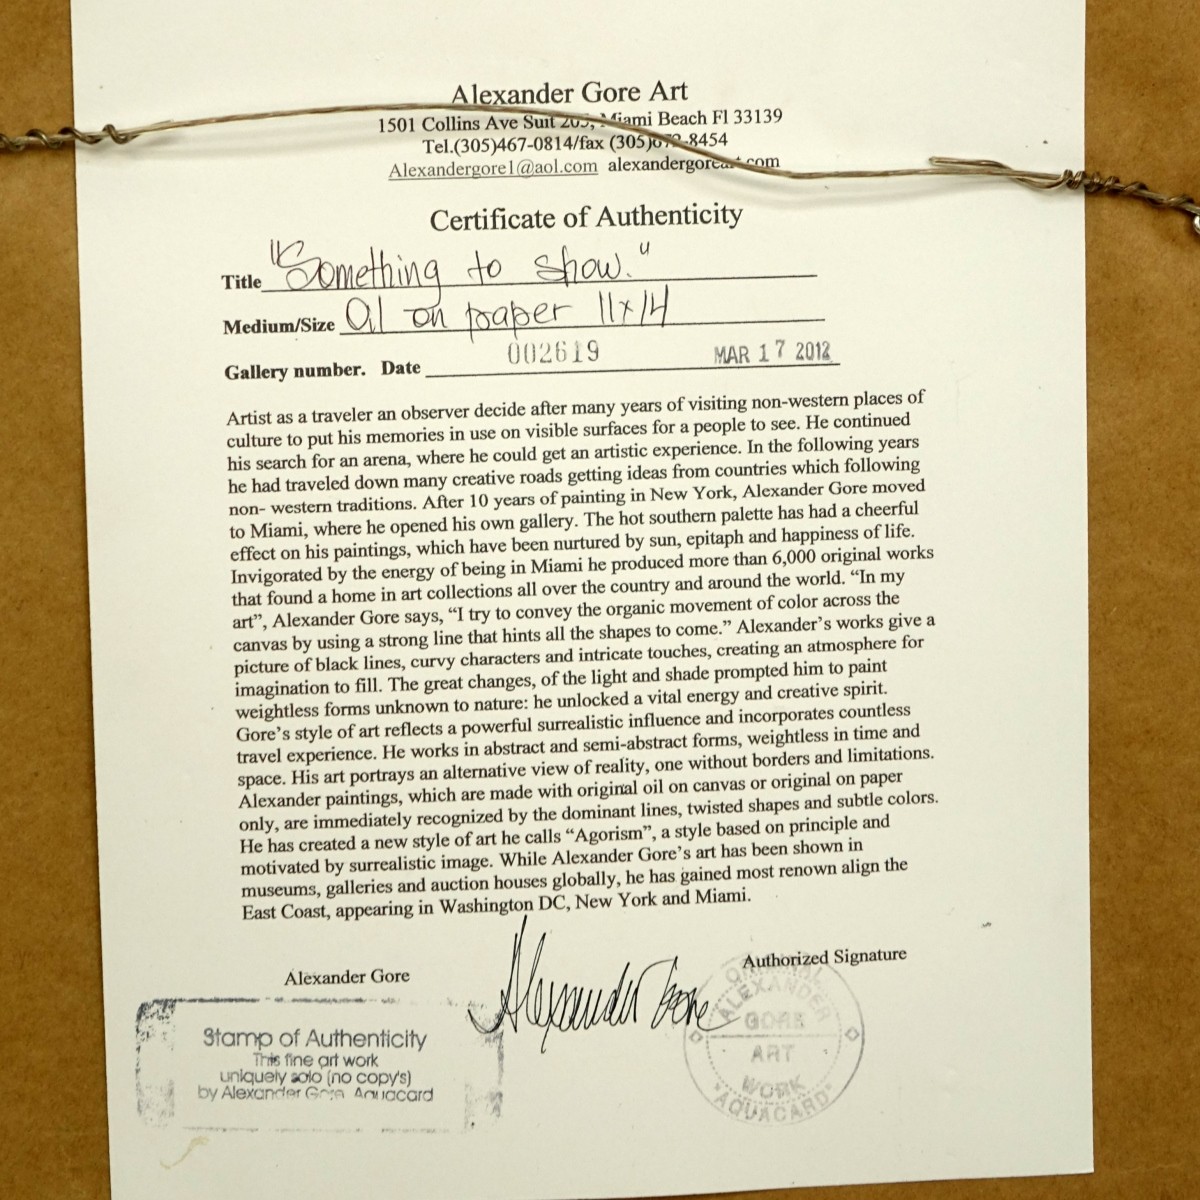 Alexander Gore Art
1501 Collins Ave Suit 205, Miami Beach Fl 33139
Tel.(305)467-0814/fax (305) -8454
Alexandergore1@aol.com alexandergoreart.com
Certificate of Authenticity
Title "Something to show."
Medium/Size Oil on paper 11x14
Gallery number. Date 002619 MAR 17 2012
Artist as a traveler an observer decide after many years of visiting non-western places of
culture to put his memories in use on visible surfaces for a people to see. He continued
his search for an arena, where he could get an artistic experience. In the following years
he had traveled down many creative roads getting ideas from countries which following
non- western traditions. After 10 years of painting in New York, Alexander Gore moved
to Miami, where he opened his own gallery. The hot southern palette has had a cheerful
effect on his paintings, which have been nurtured by sun, epitaph and happiness of life.
Invigorated by the energy of being in Miami he produced more than 6,000 original works
that found a home in art collections all over the country and around the world. “In my
art”, Alexander Gore says, “I try to convey the organic movement of color across the
canvas by using a strong line that hints all the shapes to come.” Alexander’s works give a
picture of black lines, curvy characters and intricate touches, creating an atmosphere for
imagination to fill. The great changes, of the light and shade prompted him to paint
weightless forms unknown to nature: he unlocked a vital energy and creative spirit.
Gore’s style of art reflects a powerful surrealistic influence and incorporates countless
travel experience. He works in abstract and semi-abstract forms, weightless in time and
space. His art portrays an alternative view of reality, one without borders and limitations.
Alexander paintings, which are made with original oil on canvas or original on paper
only, are immediately recognized by the dominant lines, twisted shapes and subtle colors.
He has created a new style of art he calls “Agorism”, a style based on principle and
motivated by surrealistic image. While Alexander Gore’s art has been shown in
museums, galleries and auction houses globally, he has gained most renown align the
East Coast, appearing in Washington DC, New York and Miami.
Alexander Gore
Authorized Signature
Alexander Gore
Stamp of Authenticity
This fine art work
uniquely solo (no copy's)
by Alexander Gore Aquacard
ORIGINAL
ALEXANDER
GORE
ART
WORK
AQUACARD